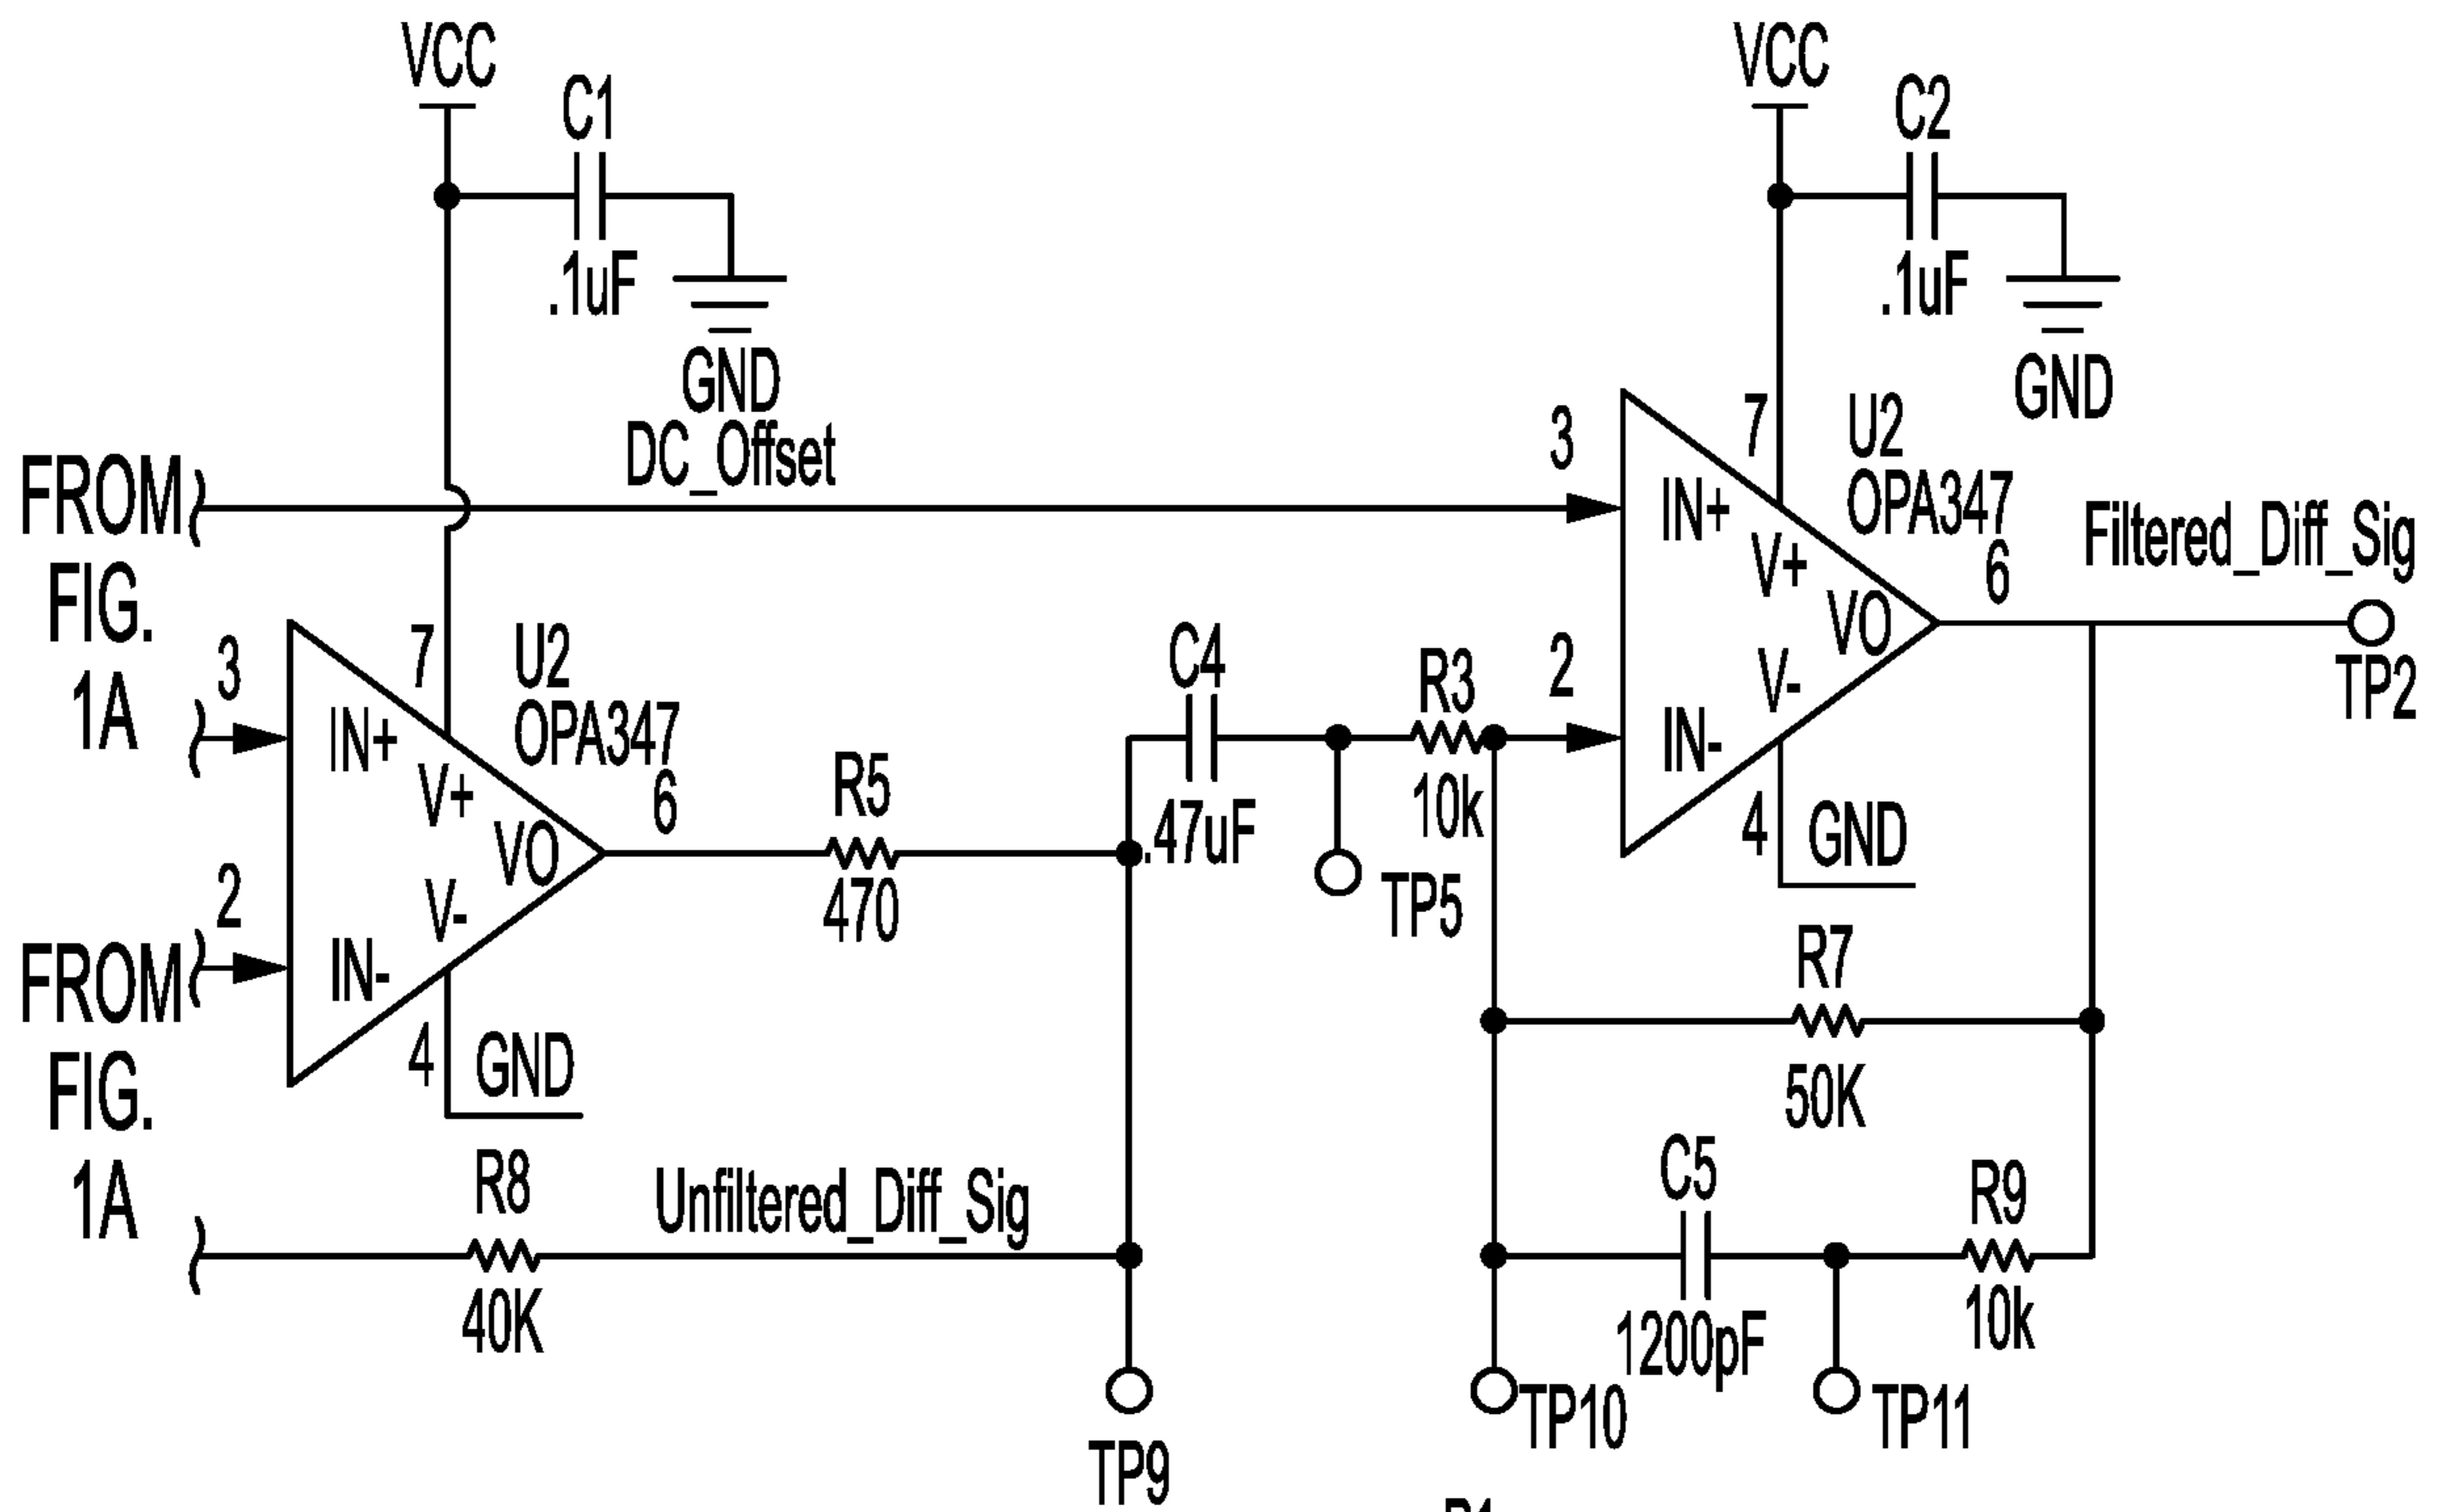 VCC
C1
.1uF
GND
VCC
C2
.1uF
GND
DC_Offset
FROM
FIG.
1A
3
2
FROM
FIG.
1A
IN+
IN-
7
V+
V-
VO
U2
OPA347
6
4
GND
R5
470
R8
40K
Unfiltered_Diff_Sig
TP9
C4
.47uF
TP5
R3
10k
3
2
IN+
IN-
7
V+
V-
VO
U2
OPA347
6
4
GND
Filtered_Diff_Sig
TP2
R7
50K
C5
1200pF
R9
10k
TP10
TP11